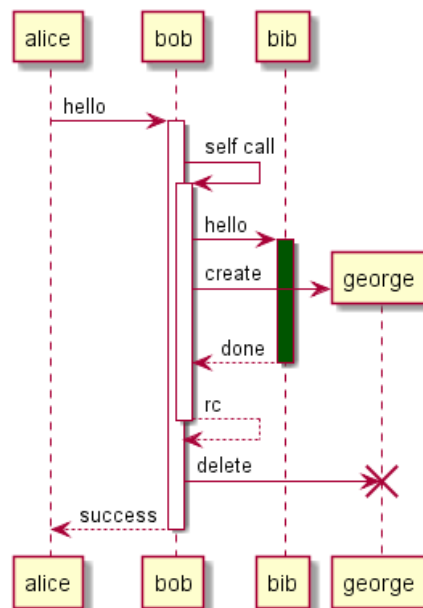 alice bob bib
hello
self call
hello
create george
done
rc
delete
success
alice bob bib george